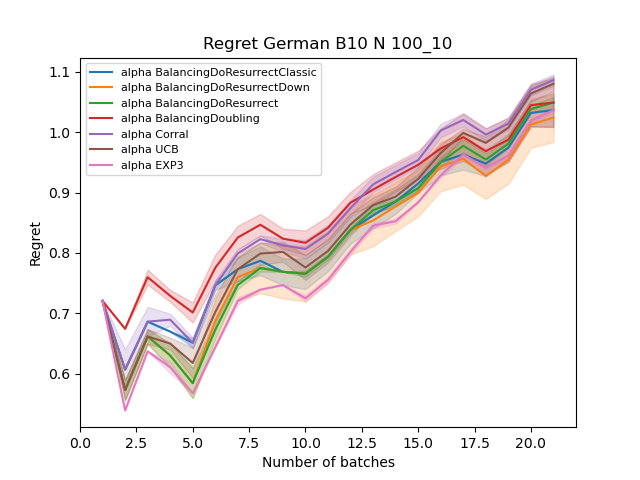 Regret German B10 N 100_10
alpha BalancingDoResurrectClassic
alpha BalancingDoResurrectDown
alpha BalancingDoResurrect
alpha BalancingDoubling
alpha Corral
alpha UCB
alpha EXP3
1.1
1.0
0.9
0.8
0.7
0.6
Regret
0.0 2.5 5.0 7.5 10.0 12.5 15.0 17.5 20.0
Number of batches